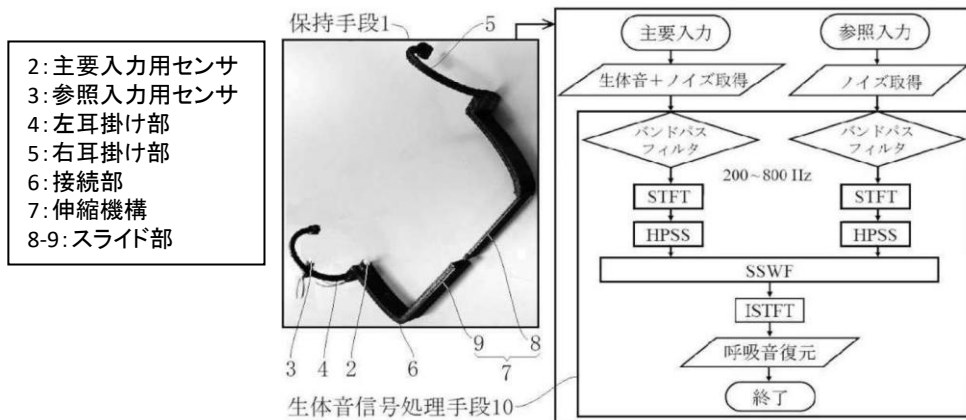 2:主要入力用センサ
3:参照入力用センサ
4:左耳掛け部
5:右耳掛け部
6:接続部
7:伸縮機構
8-9:スライド部
保持手段1
5
3
4
2
6
9
8
7
生体音信号処理手段10
主要入力
参照入力
生体音＋ノイズ取得
ノイズ取得
バンドパス
フィルタ
バンドパス
フィルタ
200～800 Hz
STFT
STFT
HPSS
HPSS
SSWF
ISTFT
呼吸音復元
終了